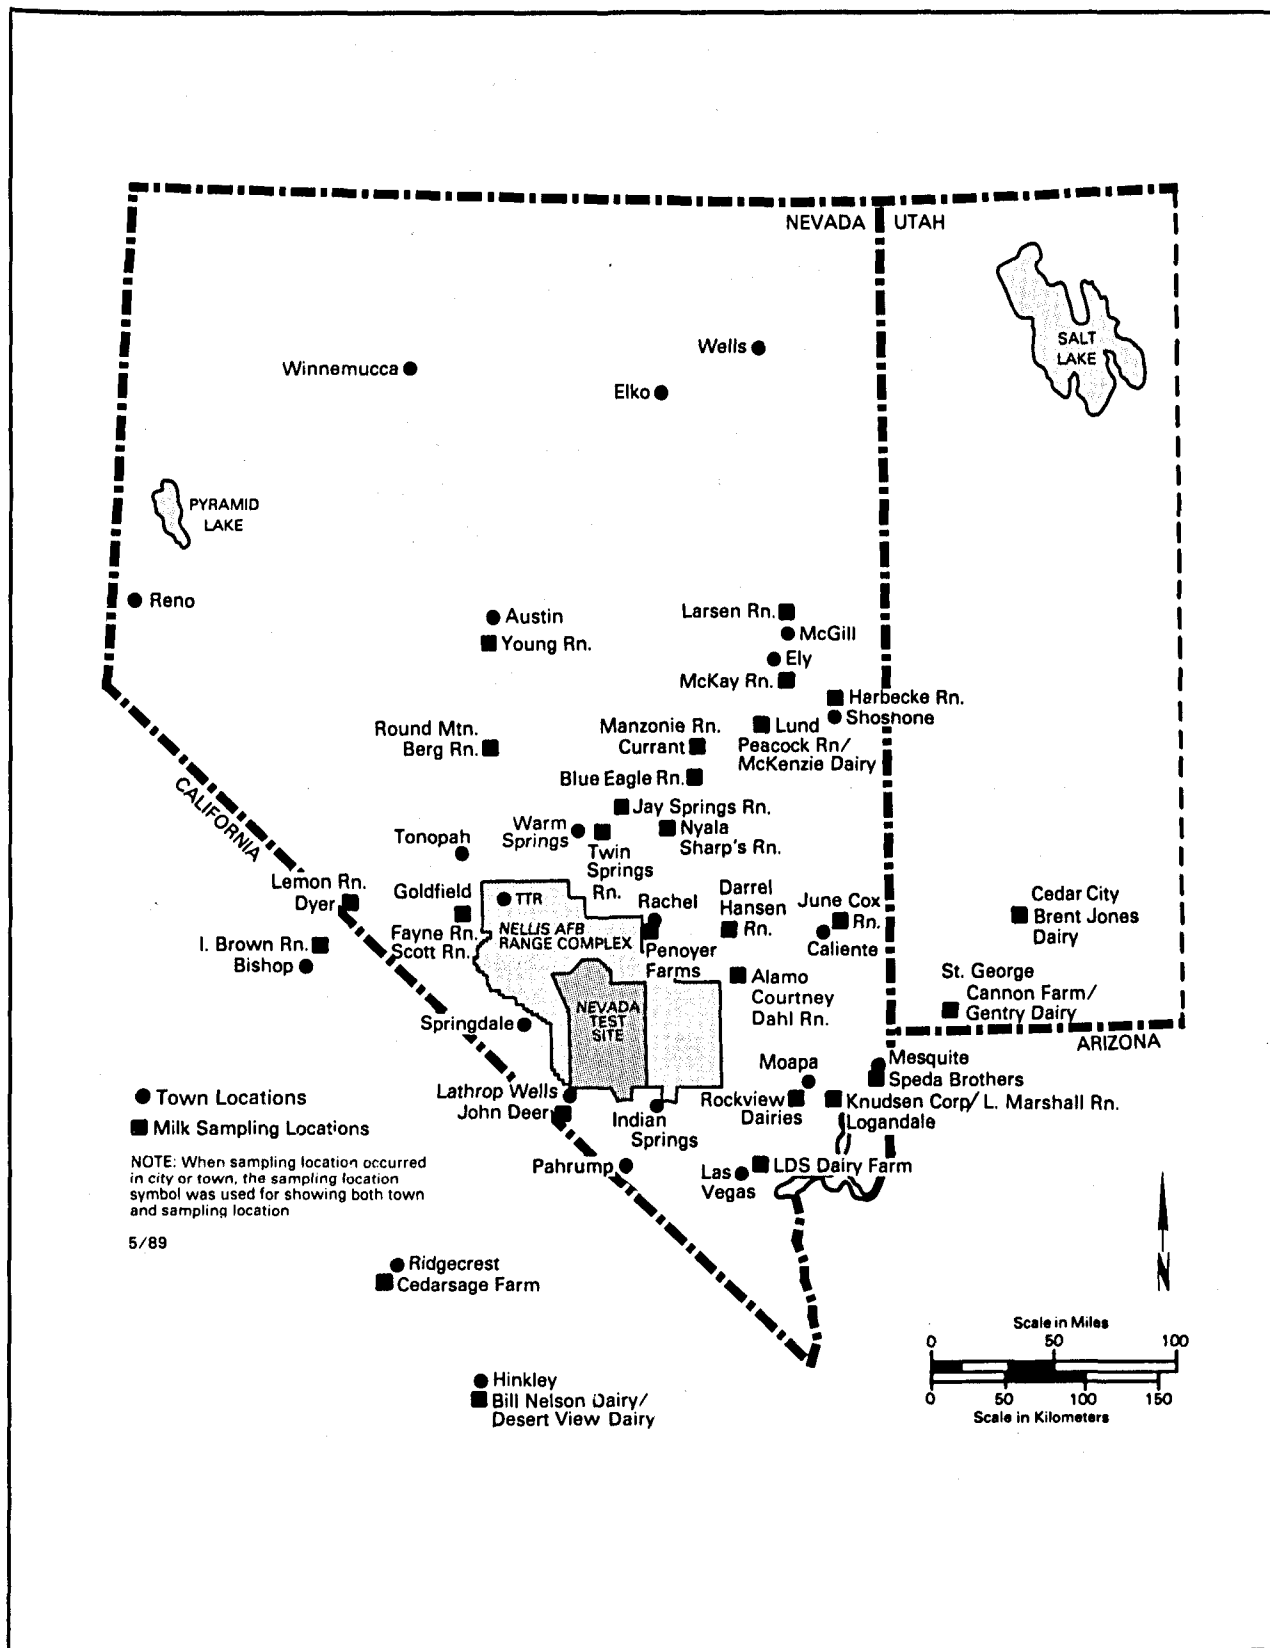 NEVADA
UTAH
SALT
LAKE
Wells
Winnemucca
Elko
PYRAMID
LAKE
Reno
Austin
Young Rn.
Larsen Rn.
McGill
Ely
McKay Rn.
Harbecke Rn.
Shoshone
Round Mtn.
Berg Rn.
Manzonie Rn.
Currant
Lund
Peacock Rn/
McKenzie Dairy
Blue Eagle Rn.
CALIFORNIA
Jay Springs Rn.
Warm
Springs
Twin
Springs
Rn.
Nyala
Sharp's Rn.
Tonopah
Lemon Rn.
Dyer
Goldfield
Fayne Rn.
Scott Rn.
TTR
NELLIS AFB
RANGE COMPLEX
Rachel
Penoyer
Farms
Darrel
Hansen
Rn.
June Cox
Rn.
Caliente
Cedar City
Brent Jones
Dairy
I. Brown Rn.
Bishop
Alamo
Courtney
Dahl Rn.
St. George
Cannon Farm/
Gentry Dairy
NEVADA
TEST
SITE
Springdale
ARIZONA
Mesquite
Speda Brothers
Moapa
Rockview
Dairies
Knudsen Corp/ L. Marshall Rn.
Logandale
Lathrop Wells
John Deer
Indian
Springs
Pahrump
Las
Vegas
LDS Dairy Farm
Town Locations
Milk Sampling Locations
NOTE: When sampling location occurred
in city or town, the sampling location
symbol was used for showing both town
and sampling location
5/89
Ridgecrest
Cedarsage Farm
Hinkley
Bill Nelson Dairy/
Desert View Dairy
N
Scale in Miles
0 50 100
0 50 100 150
Scale in Kilometers